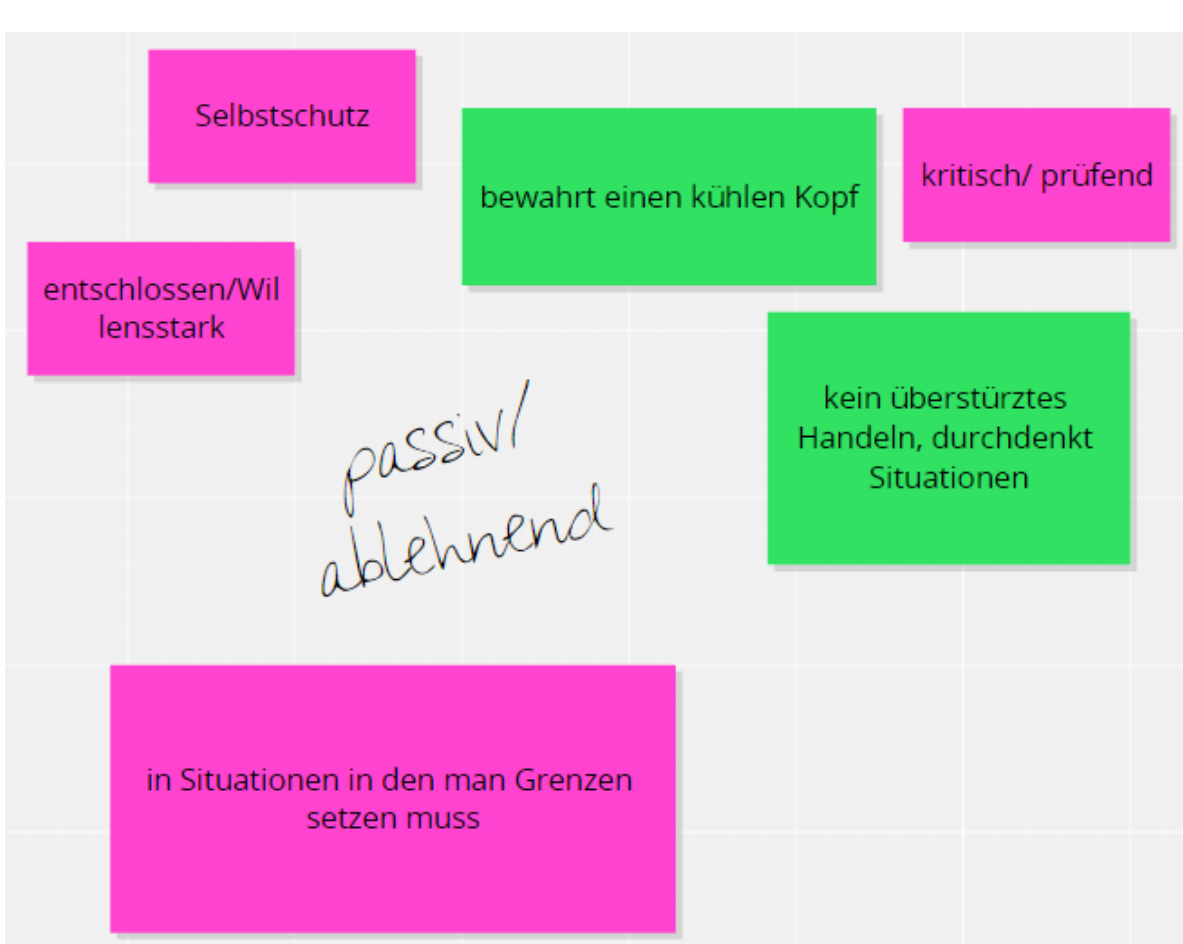 Selbstschutz
bewahrt einen kühlen Kopf
kritisch/ prüfend
entschlossen/Wil
lensstark
kein überstürztes
Handeln, durchdenkt
Situationen
passiv/
ablehnend
in Situationen in den man Grenzen
setzen muss